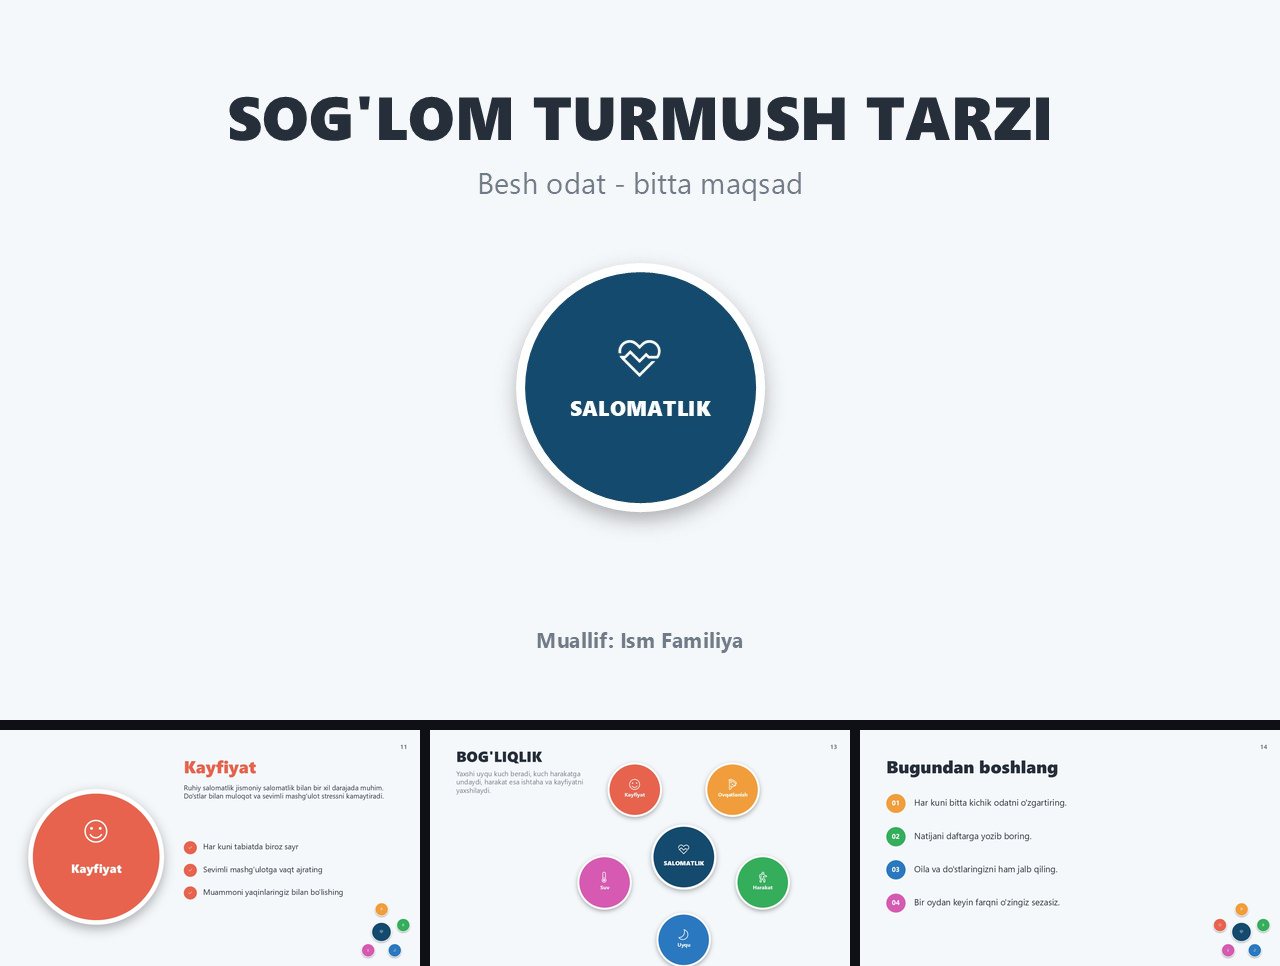 SOG'LOM TURMUSH TARZI
Besh odat - bitta maqsad
SALOMATLIK
Muallif: Ism Familiya
11
Kayfiyat
Ruhiy salomatlik jismoniy salomatlik bilan bir xil darajada muhim.
Do'stlar bilan muloqot va sevimli mashg'ulot stressni kamaytiradi.
Kayfiyat
Har kuni tabiatda biroz sayr
Sevimli mashg'ulotga vaqt ajrating
Muammoni yaqinlaringiz bilan bo'lishing
13
BOG'LIQLIK
Yaxshi uyqu kuch beradi, kuch harakatga
undaydi, harakat esa ishtaha va kayfiyatni
yaxshilaydi.
Kayfiyat
Ovqatlanish
SALOMATLIK
Suv
Harakat
Uyqu
14
Bugundan boshlang
01 Har kuni bitta kichik odatni o'zgartiring.
02 Natijani daftarga yozib boring.
03 Oila va do'stlaringizni ham jalb qiling.
04 Bir oydan keyin farqni o'zingiz sezasiz.